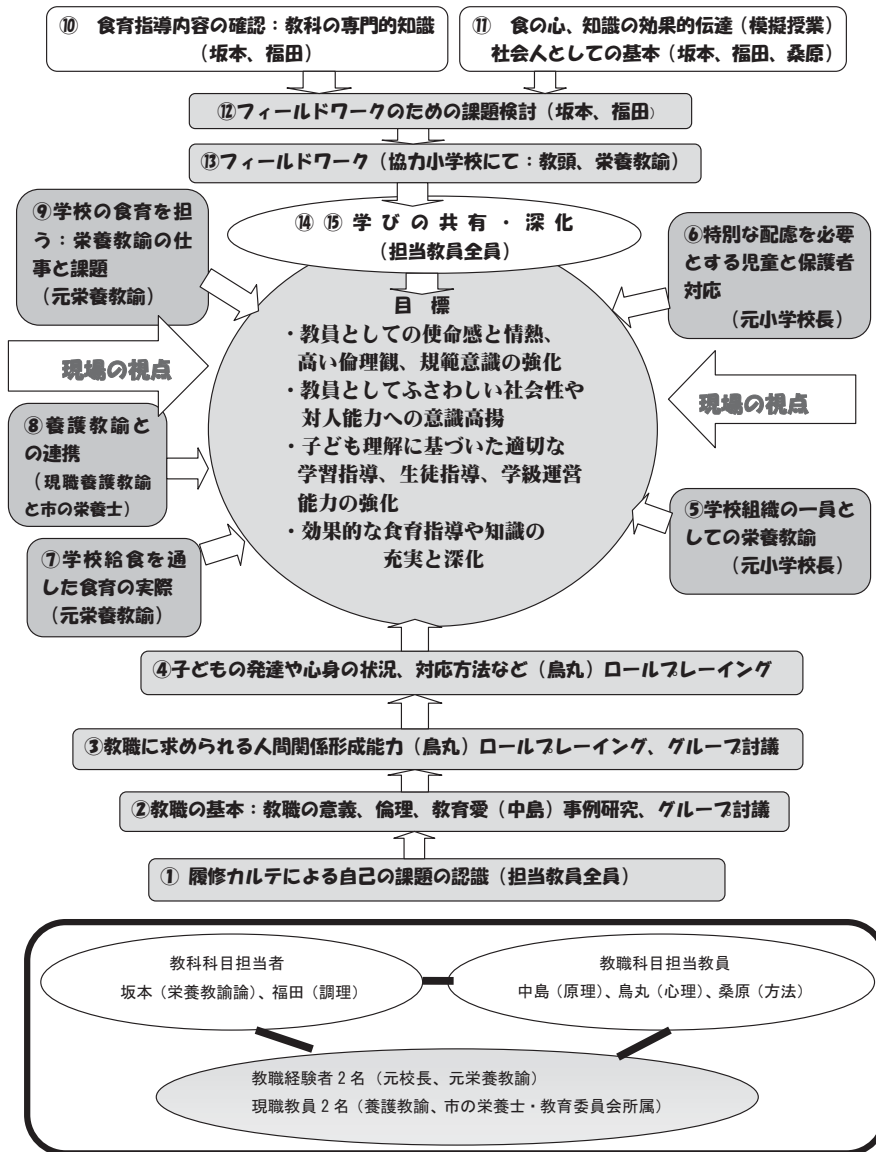 ⑩　食育指導内容の確認：教科の専門的知識
（坂本、福田）
⑪　食の心、知識の効果的伝達（模擬授業）
社会人としての基本（坂本、福田、桑原）
⑫フィールドワークのための課題検討（坂本、福田）
⑬フィールドワーク（協力小学校にて：教頭、栄養教諭）
⑭ ⑮ 学びの共有・深化
（担当教員全員）
⑨学校の食育を担
う：栄養教諭の仕
事と課題
（元栄養教諭）
⑥特別な配慮を必要
とする児童と保護者
対応
（元小学校長）
目 標
・教員としての使命感と情熱、
高い倫理観、規範意識の強化
・教員としてふさわしい社会性や
対人能力への意識高揚
・子ども理解に基づいた適切な
学習指導、生徒指導、学級運営
能力の強化
・効果的な食育指導や知識の
充実と深化
現場の視点
現場の視点
⑧養護教諭と
の連携
（現職養護教諭
と市の栄養士）
⑤学校組織の一員と
しての栄養教諭
（元小学校長）
⑦学校給食を通
した食育の実際
（元栄養教諭）
④子どもの発達や心身の状況、対応方法など（鳥丸）ロールプレーイング
③教職に求められる人間関係形成能力（鳥丸）ロールプレーイング、グループ討議
②教職の基本：教職の意義、倫理、教育愛（中島）事例研究、グループ討議
① 履修カルテによる自己の課題の認識（担当教員全員）
教科科目担当者
坂本（栄養教諭論）、福田（調理）
教職科目担当教員
中島（原理）、鳥丸（心理）、桑原（方法）
教職経験者２名（元校長、元栄養教諭）
現職教員２名（養護教諭、市の栄養士・教育委員会所属）